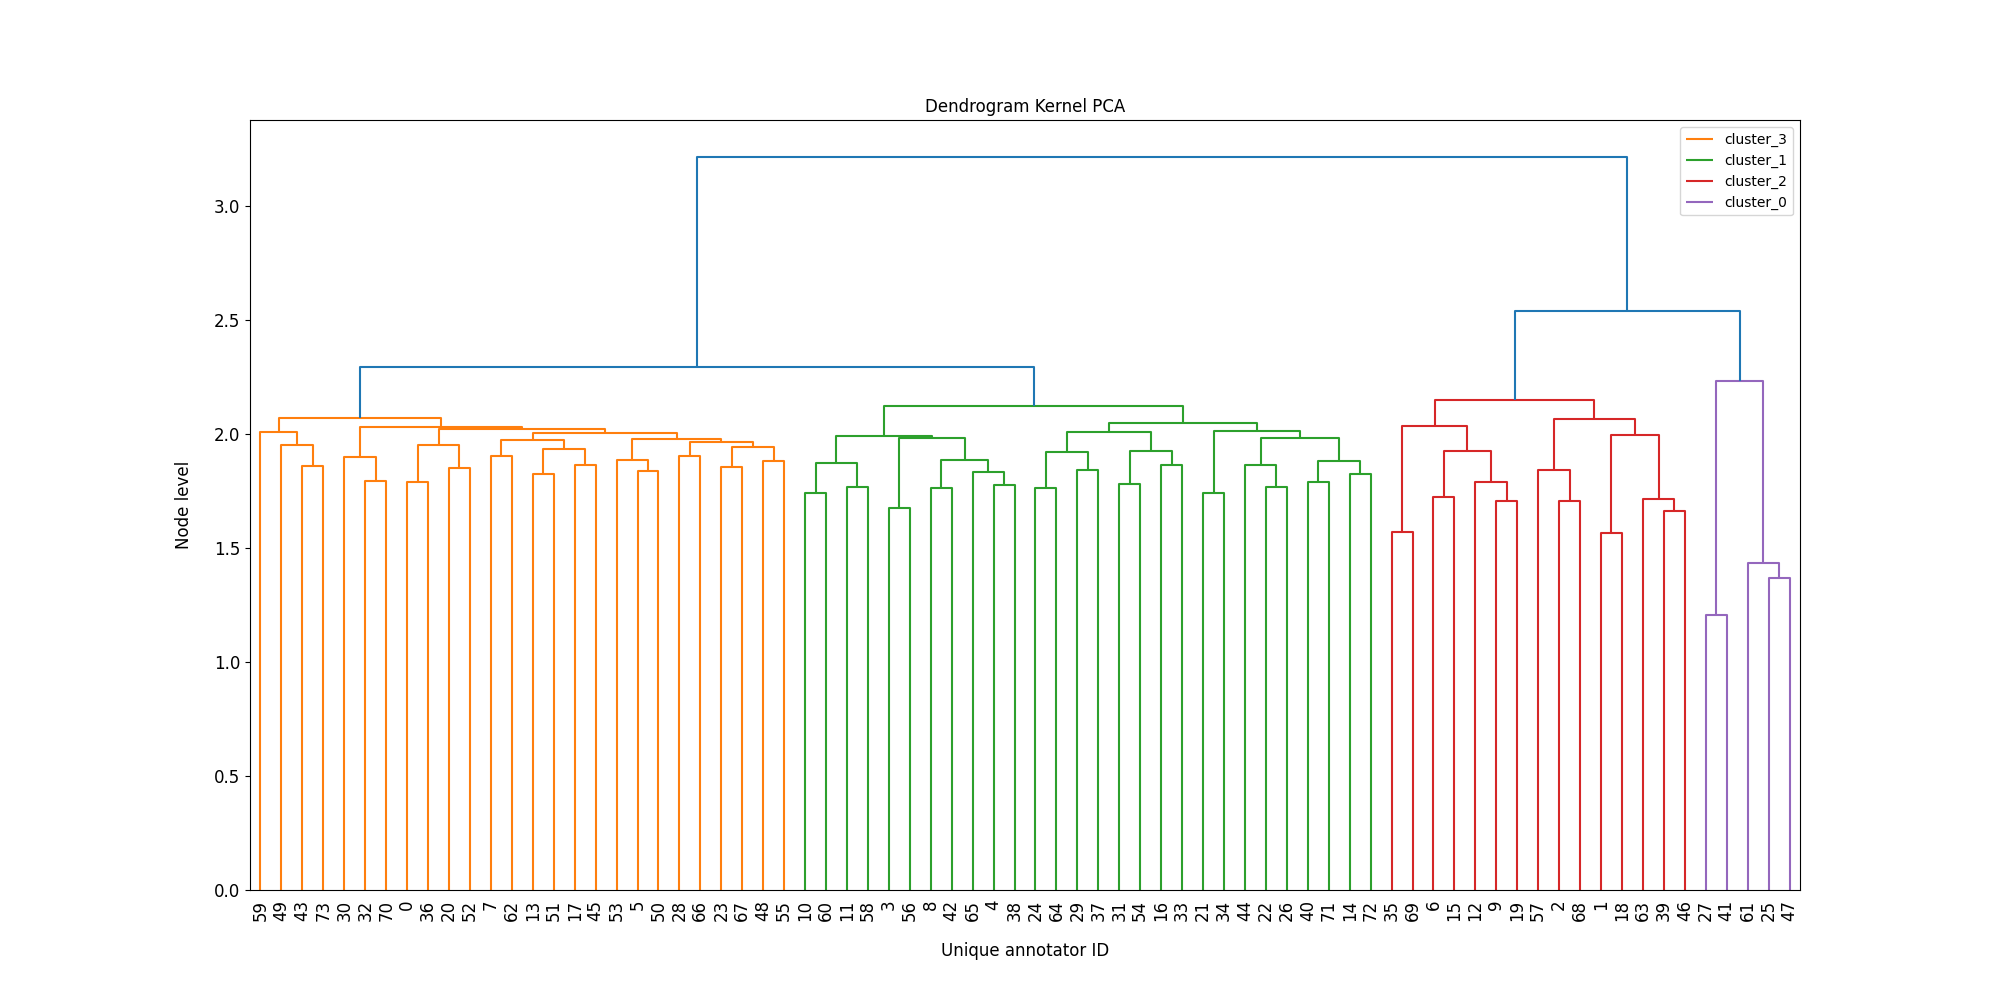 Dendrogram Kernel PCA
cluster_3
cluster_1
cluster_2
cluster_0
3.0
2.5
2.0
1.5
1.0
0.5
0.0
Node level
59 49 43 73 30 32 70 0 36 20 52 7 62 13 51 17 45 53 5 50 28 66 23 67 48 55 10 60 11 58 3 56 8 42 65 4 38 24 64 29 37 31 54 16 33 21 34 44 22 26 40 71 14 72 35 69 6 15 12 9 19 57 2 68 1 18 63 39 46 27 41 61 25 47
Unique annotator ID